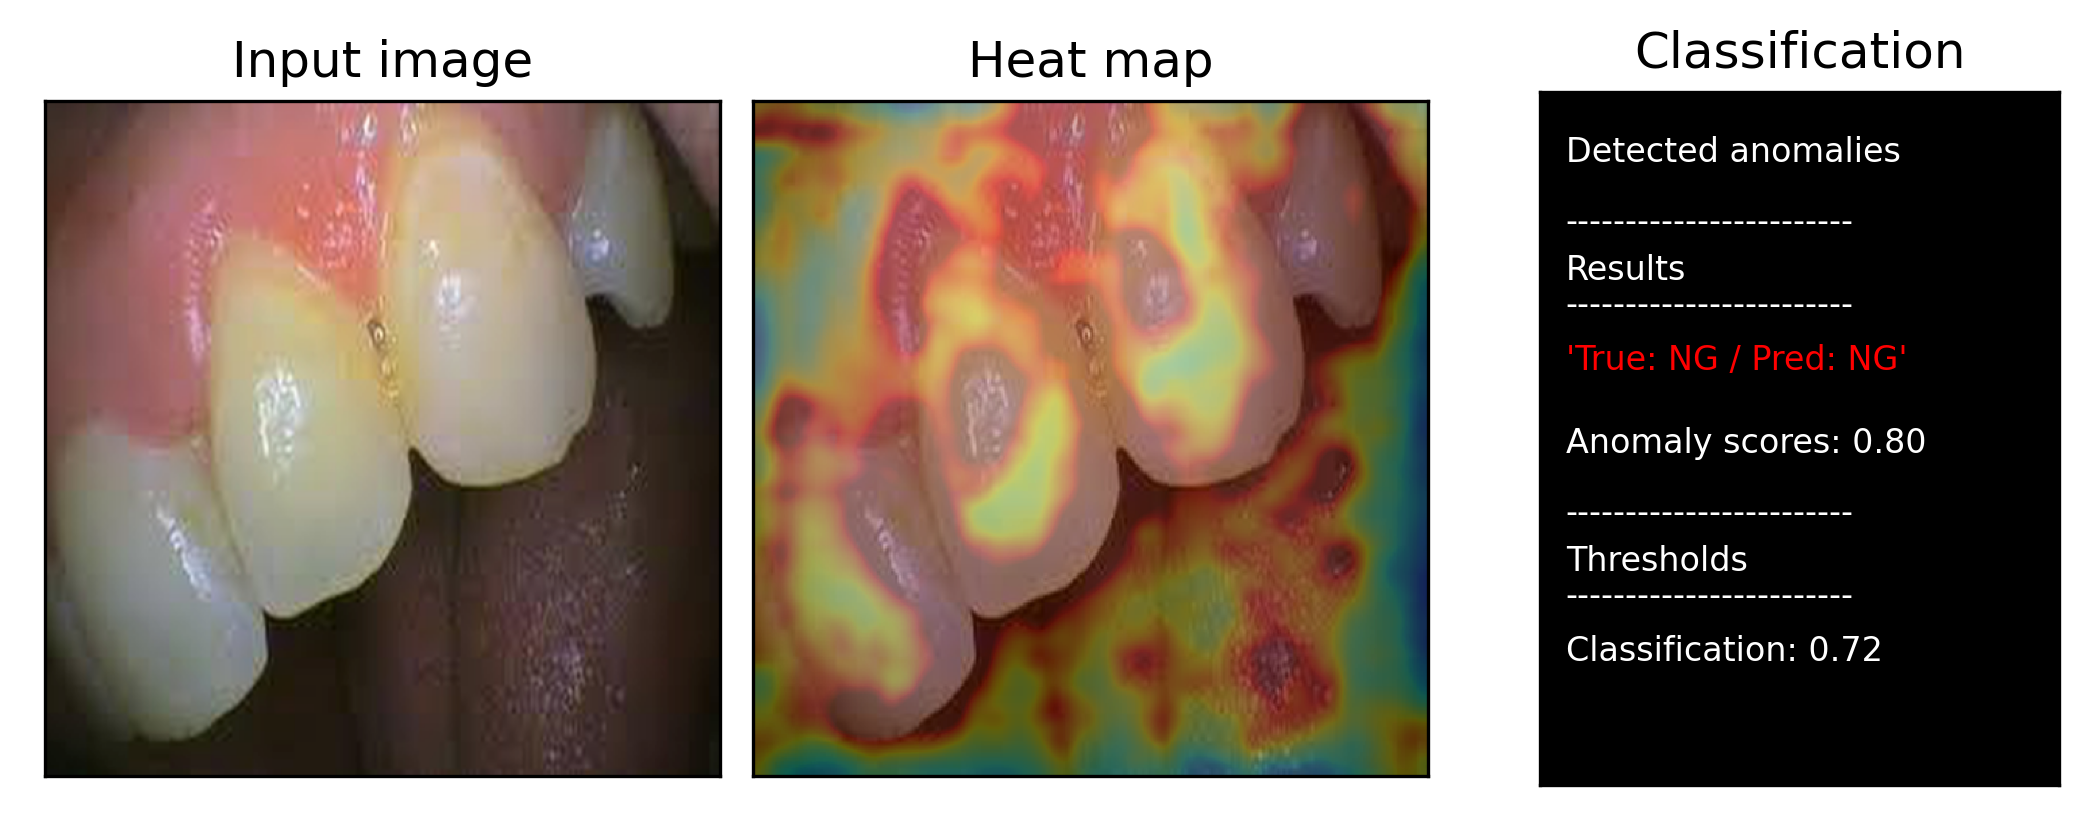 Input image
Heat map
Classification
Detected anomalies
------------------------
Results
------------------------
'True: NG / Pred: NG'
Anomaly scores: 0.80
------------------------
Thresholds
------------------------
Classification: 0.72